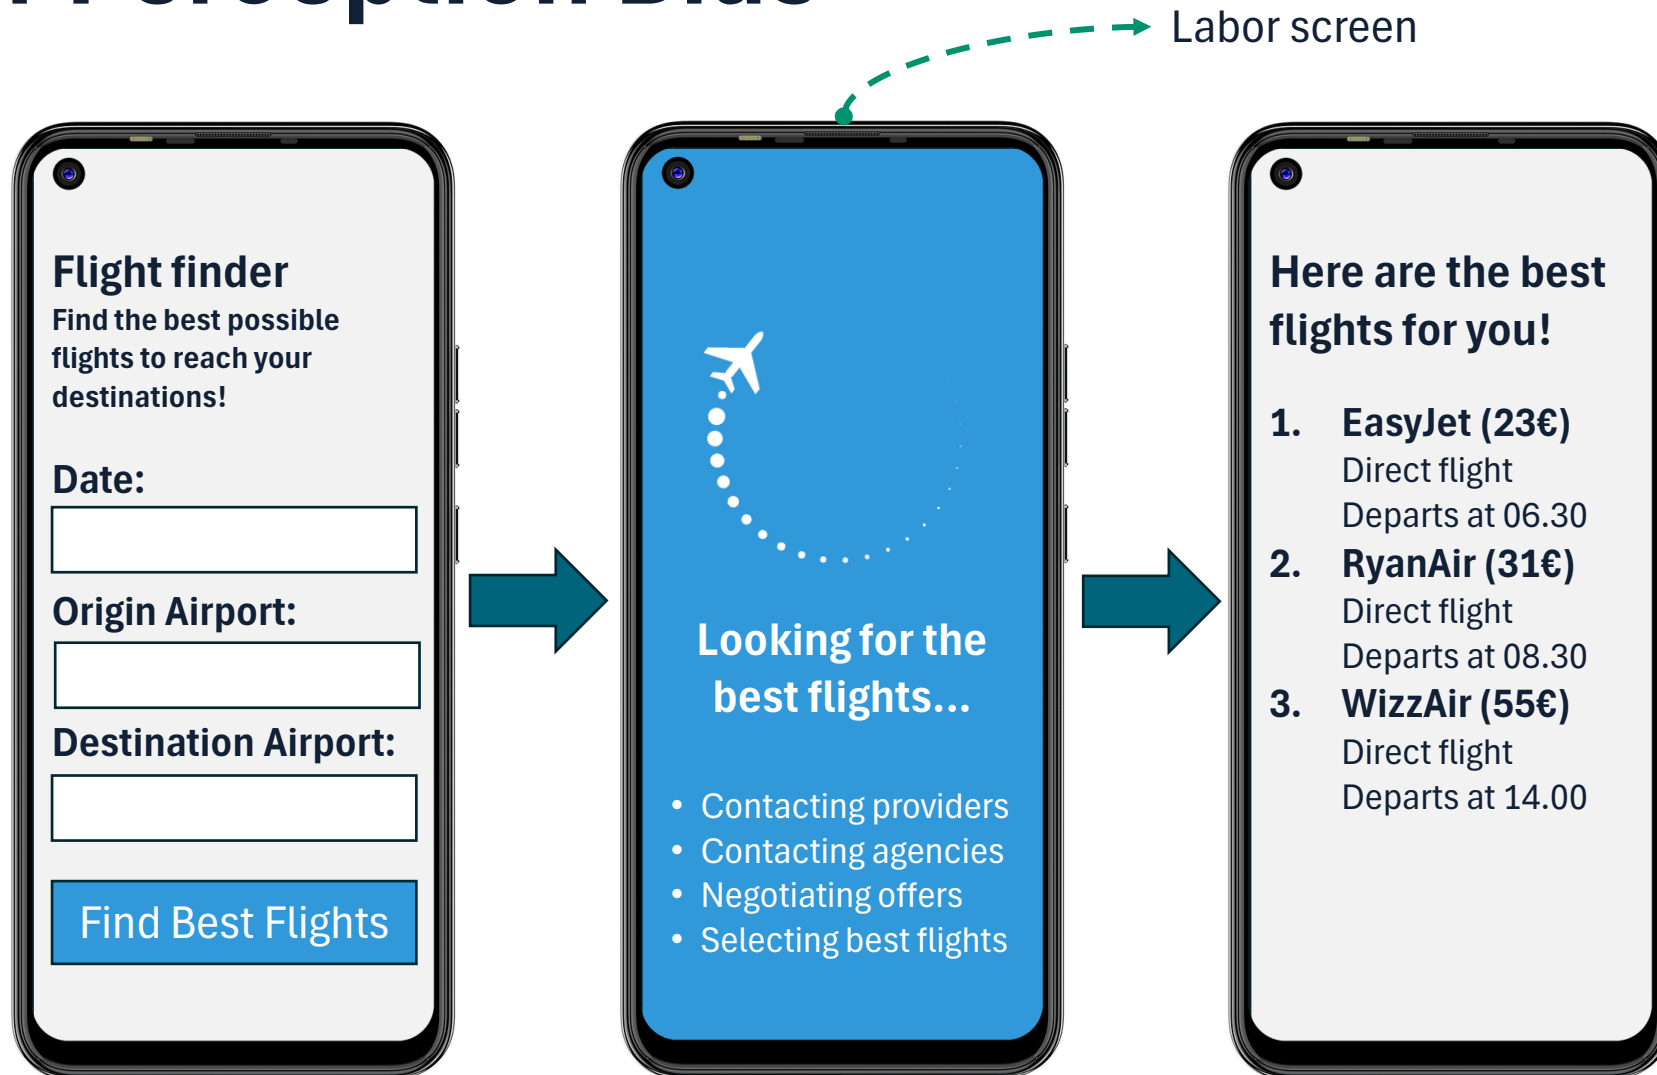 Perception Bias
Labor screen
Flight finder
Find the best possible
flights to reach your
destinations!
Date:
Origin Airport:
Destination Airport:
Find Best Flights
Looking for the
best flights...
• Contacting providers
• Contacting agencies
• Negotiating offers
• Selecting best flights
Here are the best
flights for you!
1. EasyJet (23€)
Direct flight
Departs at 06.30
2. RyanAir (31€)
Direct flight
Departs at 08.30
3. WizzAir (55€)
Direct flight
Departs at 14.00